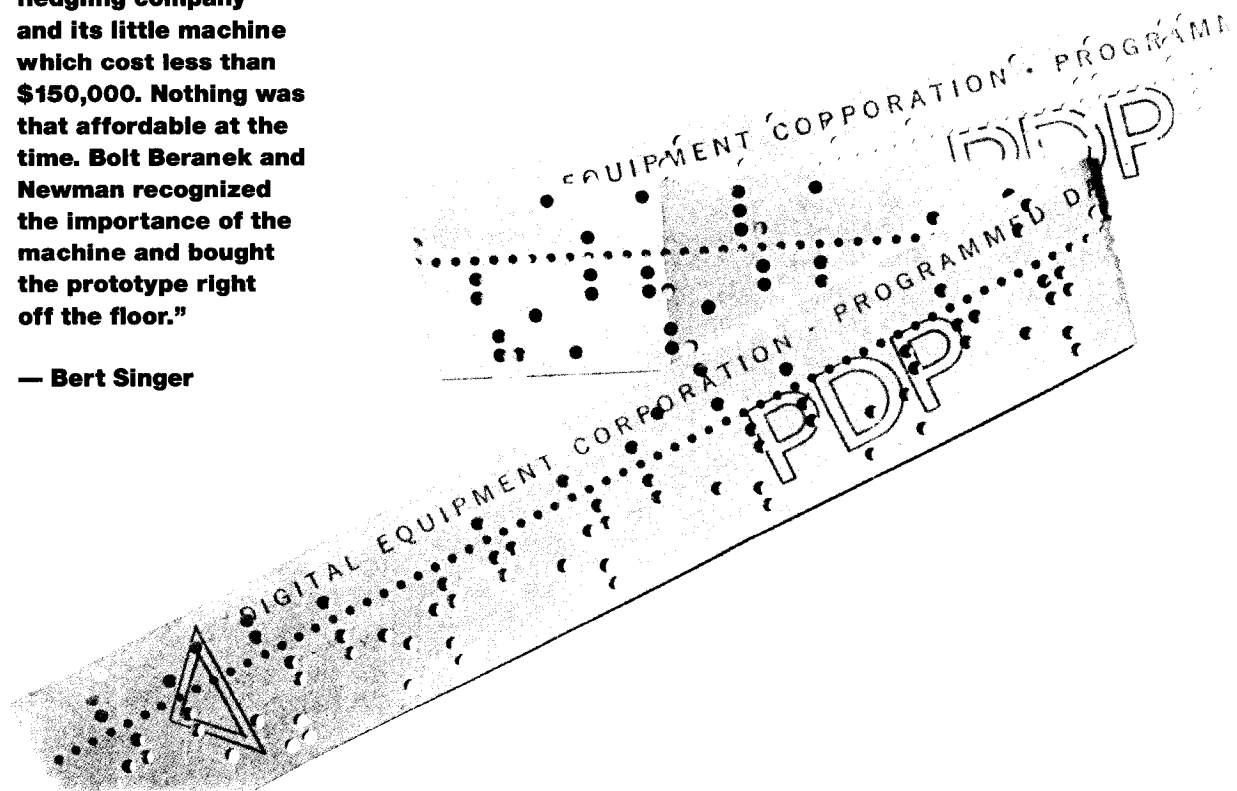 fledgling company
and its little machine
which cost less than
$150,000. Nothing was
that affordable at the
time. Bolt Beranek and
Newman recognized
the importance of the
machine and bought
the prototype right
off the floor.”
— Bert Singer
EQUIPMENT CORPORATION · PROGRAMM
PDP
DIGITAL EQUIPMENT CORPORATION · PROGRAMMED D
PDP